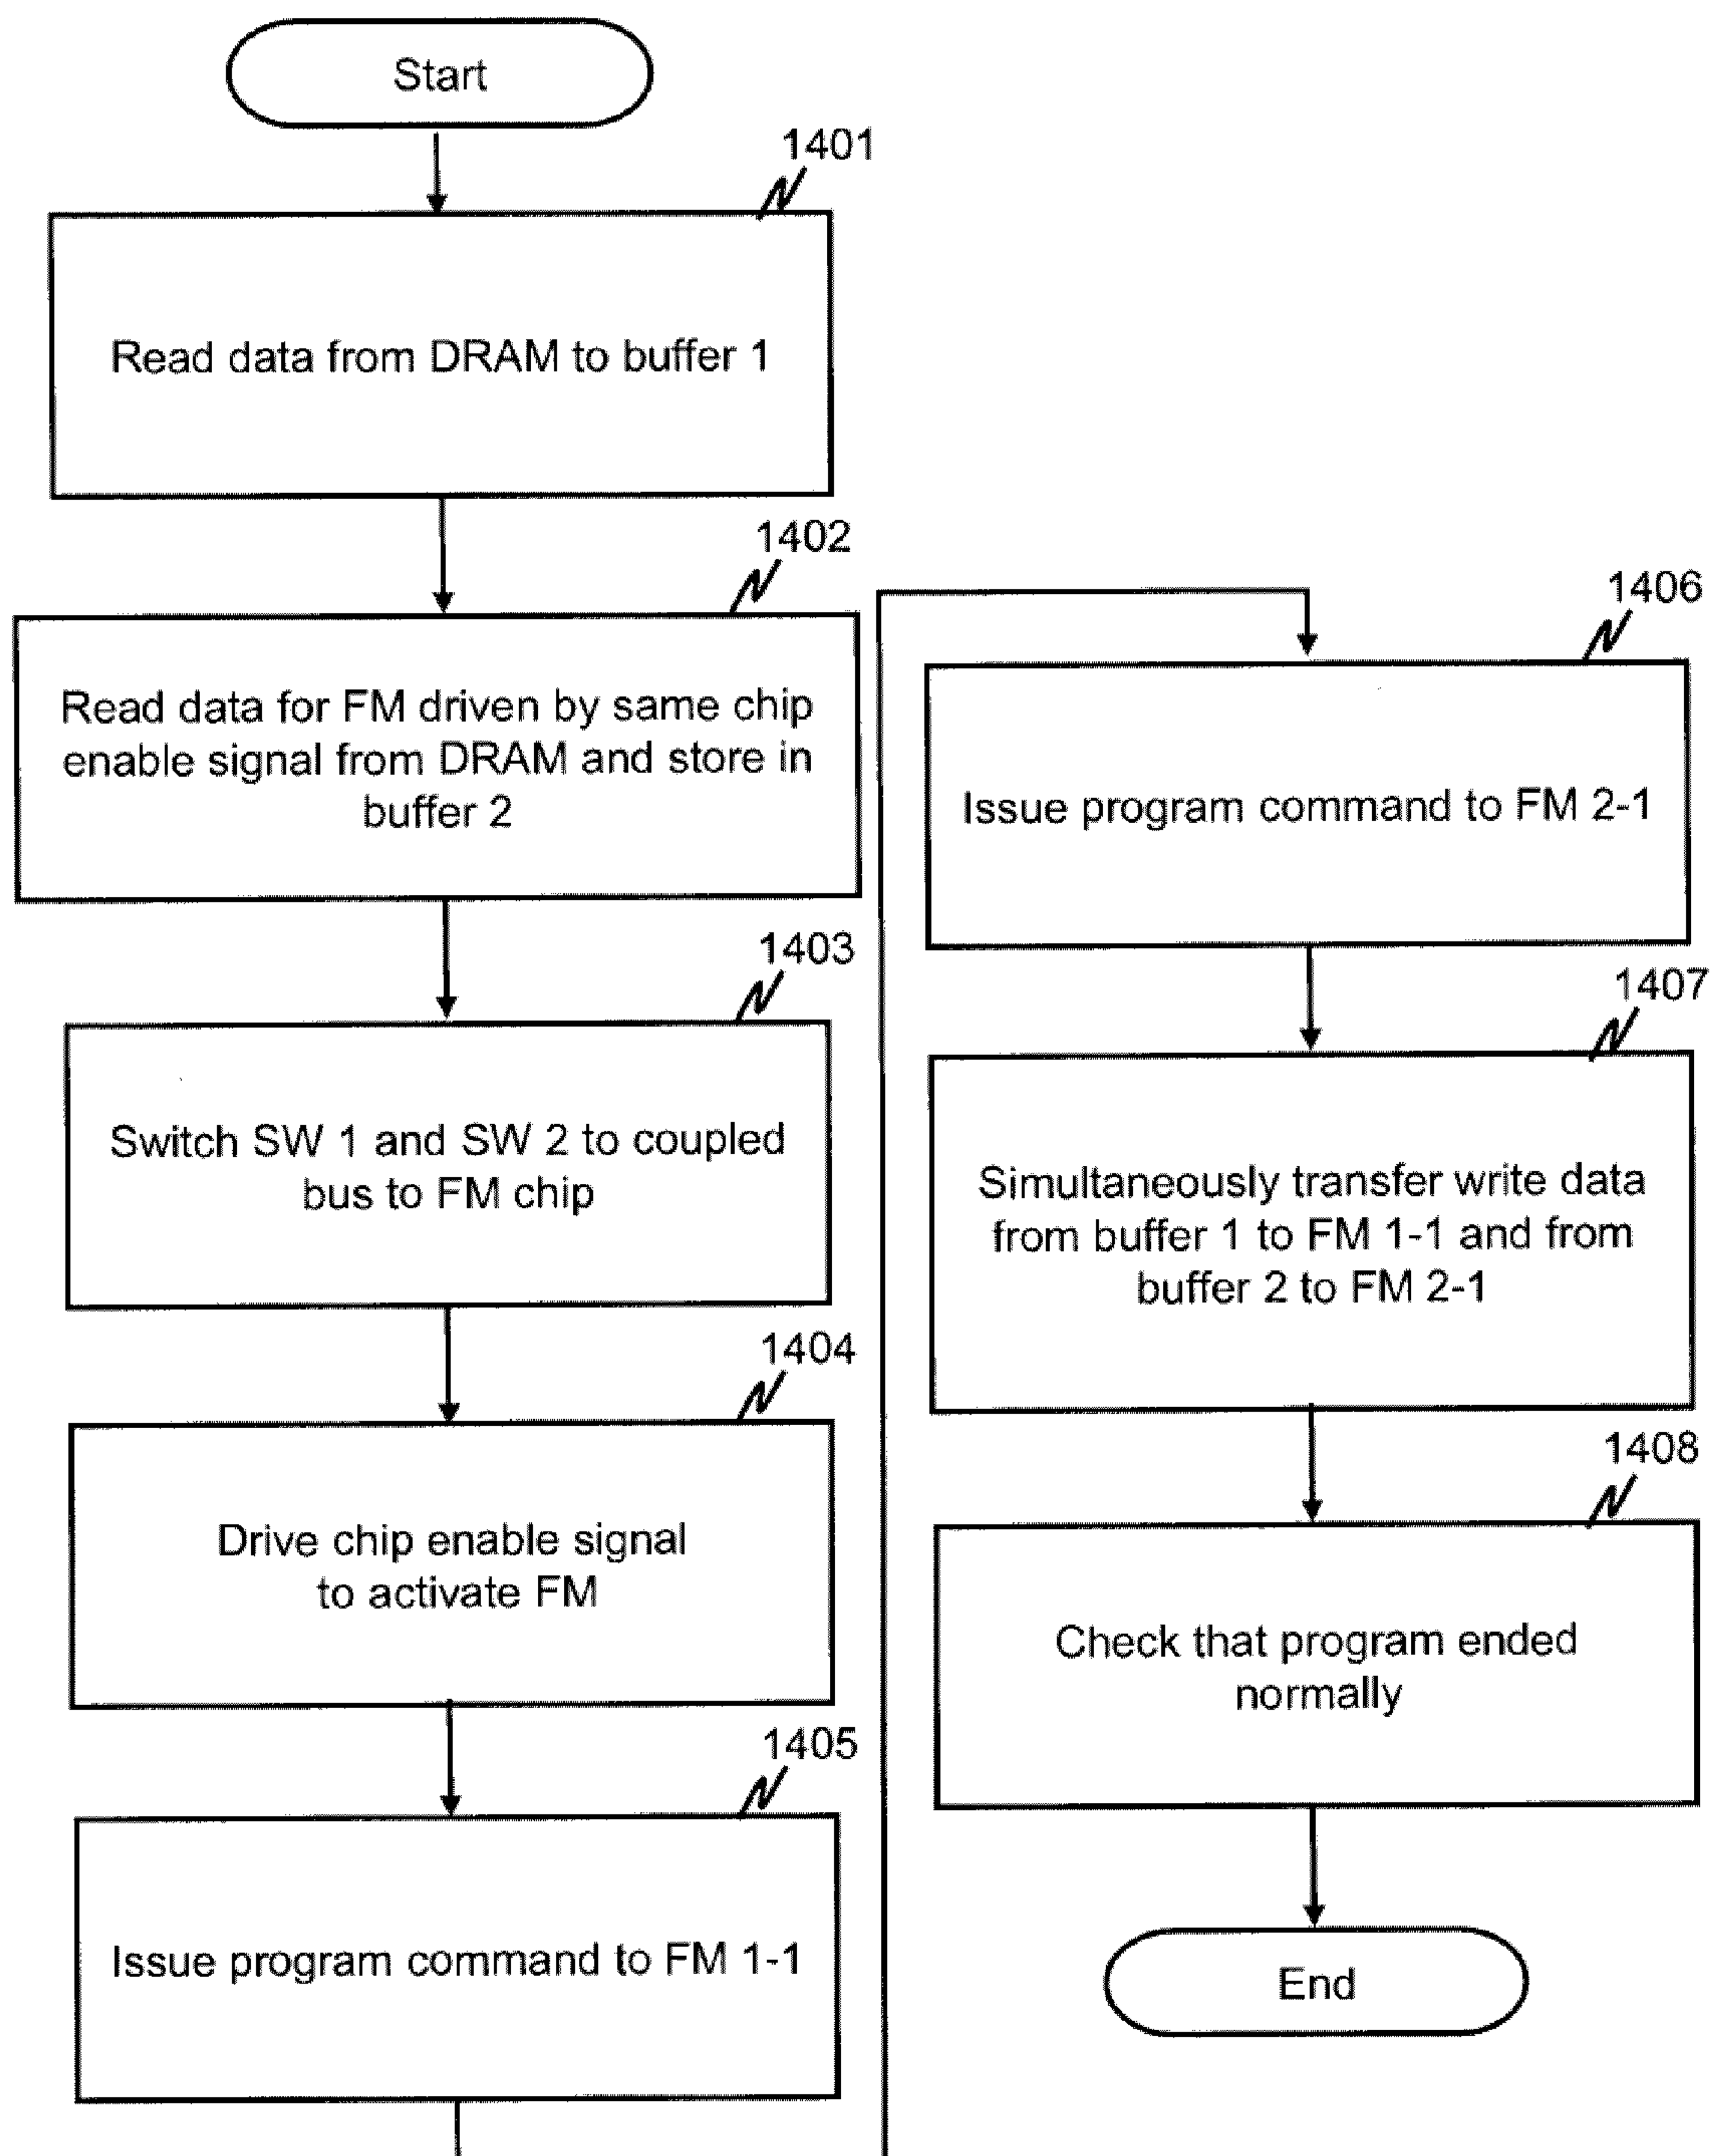 Start
1401
Read data from DRAM to buffer 1
1402
Read data for FM driven by same chip
enable signal from DRAM and store in
buffer 2
1403
Switch SW 1 and SW 2 to coupled
bus to FM chip
1404
Drive chip enable signal
to activate FM
1405
Issue program command to FM 1-1
1406
Issue program command to FM 2-1
1407
Simultaneously transfer write data
from buffer 1 to FM 1-1 and from
buffer 2 to FM 2-1
1408
Check that program ended
normally
End